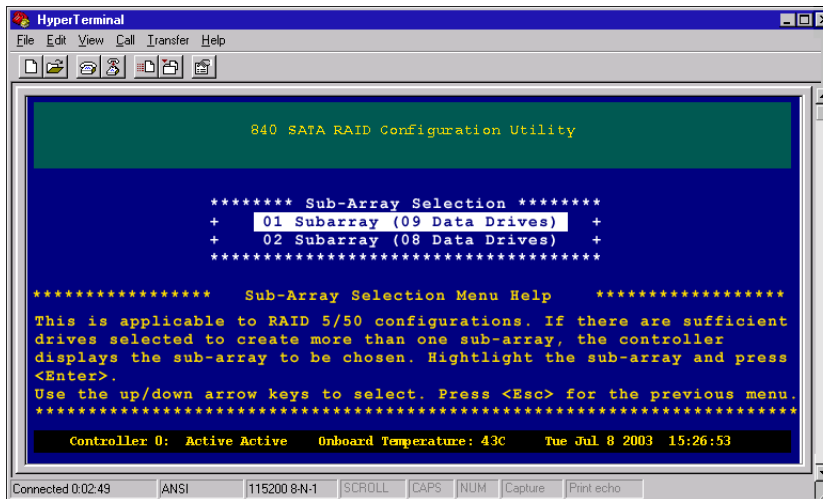 HyperTerminal
File Edit View Call Transfer Help
840 SATA RAID Configuration Utility
******** Sub-Array Selection ********
+ 01 Subarray (09 Data Drives) +
+ 02 Subarray (08 Data Drives) +
*************************************
***************** Sub-Array Selection Menu Help ******************
This is applicable to RAID 5/50 configurations. If there are sufficient
drives selected to create more than one sub-array, the controller
displays the sub-array to be chosen. Hightlight the sub-array and press
<Enter>.
Use the up/down arrow keys to select. Press <Esc> for the previous menu.
************************************************************************
Controller 0: Active Active Onboard Temperature: 43C Tue Jul 8 2003 15:26:53
Connected 0:02:49 ANSI 115200 8-N-1 SCROLL CAPS NUM Capture Print echo